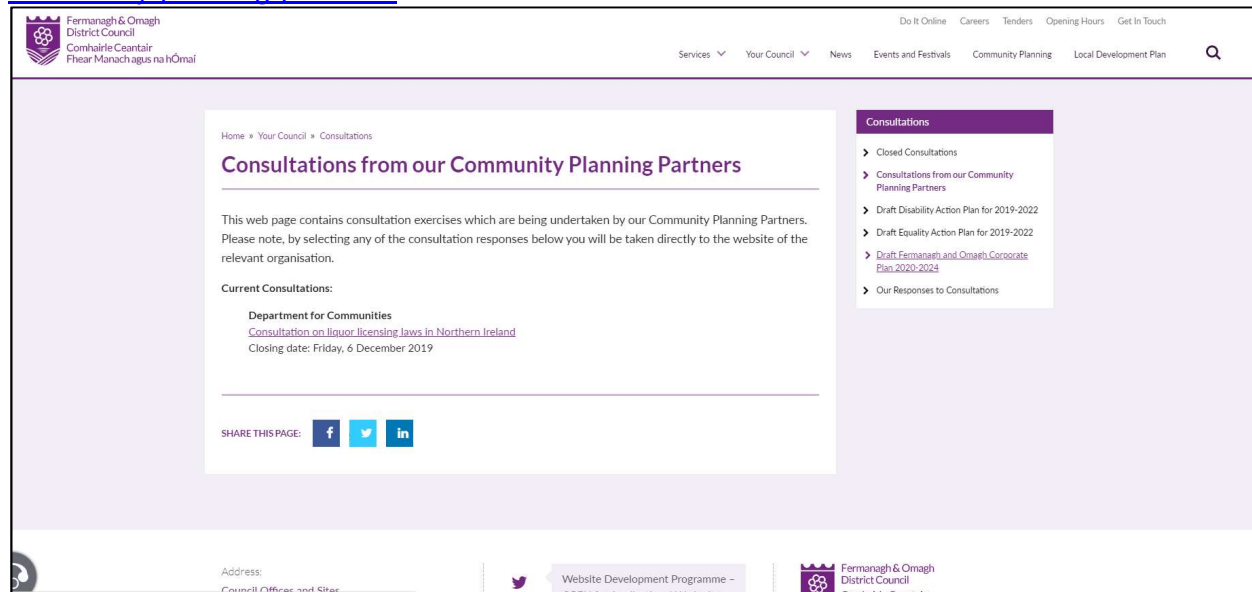 Fermanagh & Omagh
District Council
Comhairle Ceantair
Fhear Manach agus na hÓmaí
Do It Online Careers Tenders Opening Hours Get In Touch
Services Your Council News Events and Festivals Community Planning Local Development Plan
Home » Your Council » Consultations
Consultations from our Community Planning Partners
This web page contains consultation exercises which are being undertaken by our Community Planning Partners.
Please note, by selecting any of the consultation responses below you will be taken directly to the website of the
relevant organisation.
Current Consultations:
Department for Communities
Consultation on liquor licensing laws in Northern Ireland
Closing date: Friday, 6 December 2019
SHARE THIS PAGE:
Consultations
Closed Consultations
Consultations from our Community
Planning Partners
Draft Disability Action Plan for 2019-2022
Draft Equality Action Plan for 2019-2022
Draft Fermanagh and Omagh Corporate
Plan 2020-2024
Our Responses to Consultations
Address:
Council Offices and Sites
Website Development Programme –
Fermanagh & Omagh
District Council